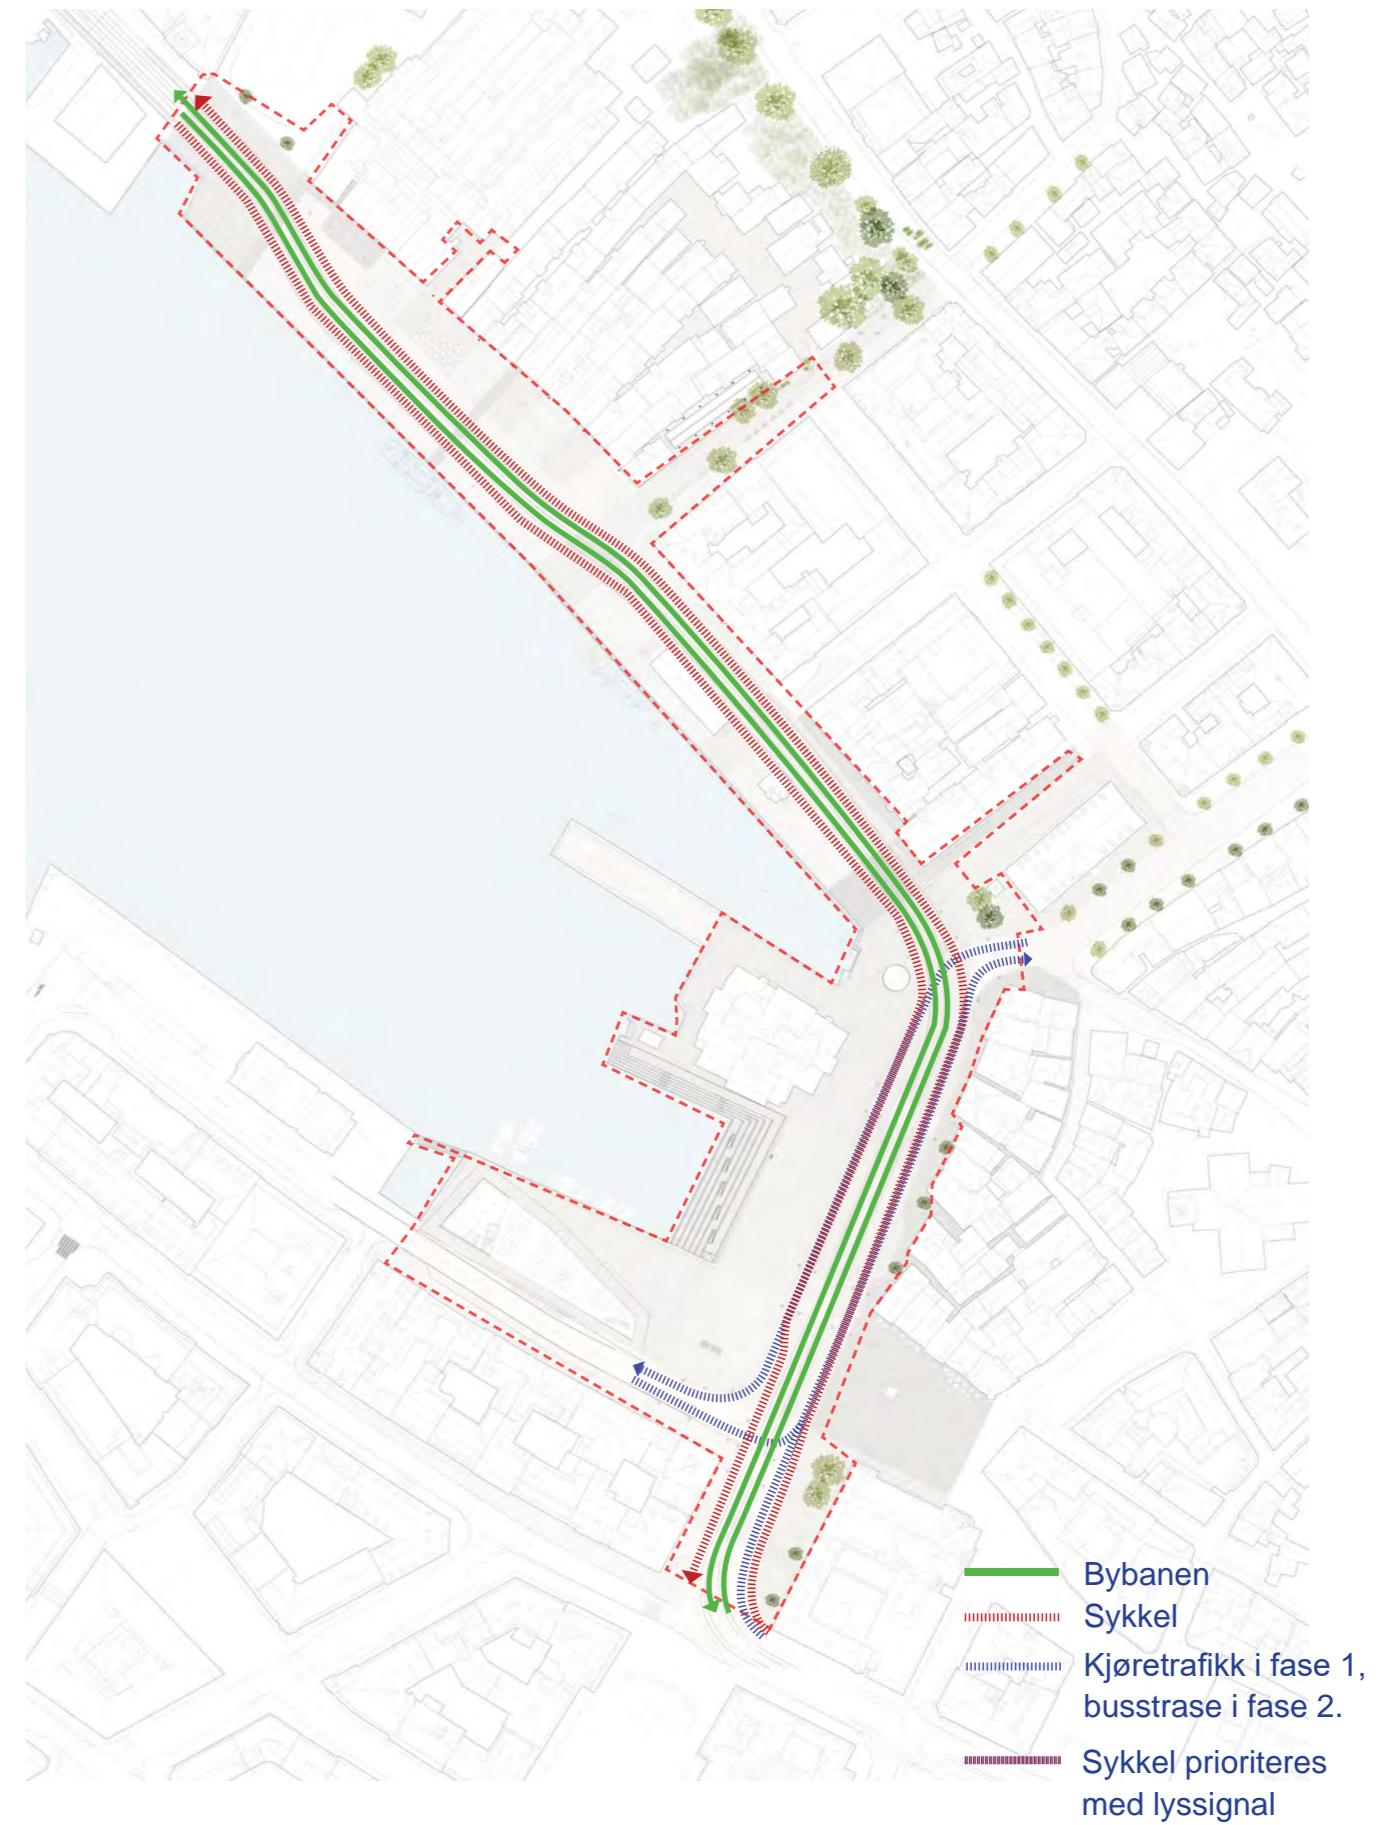 Bybanen
Sykkel
Kjøretrafikk i fase 1,
busstrase i fase 2.
Sykkel prioriteres
med lyssignal